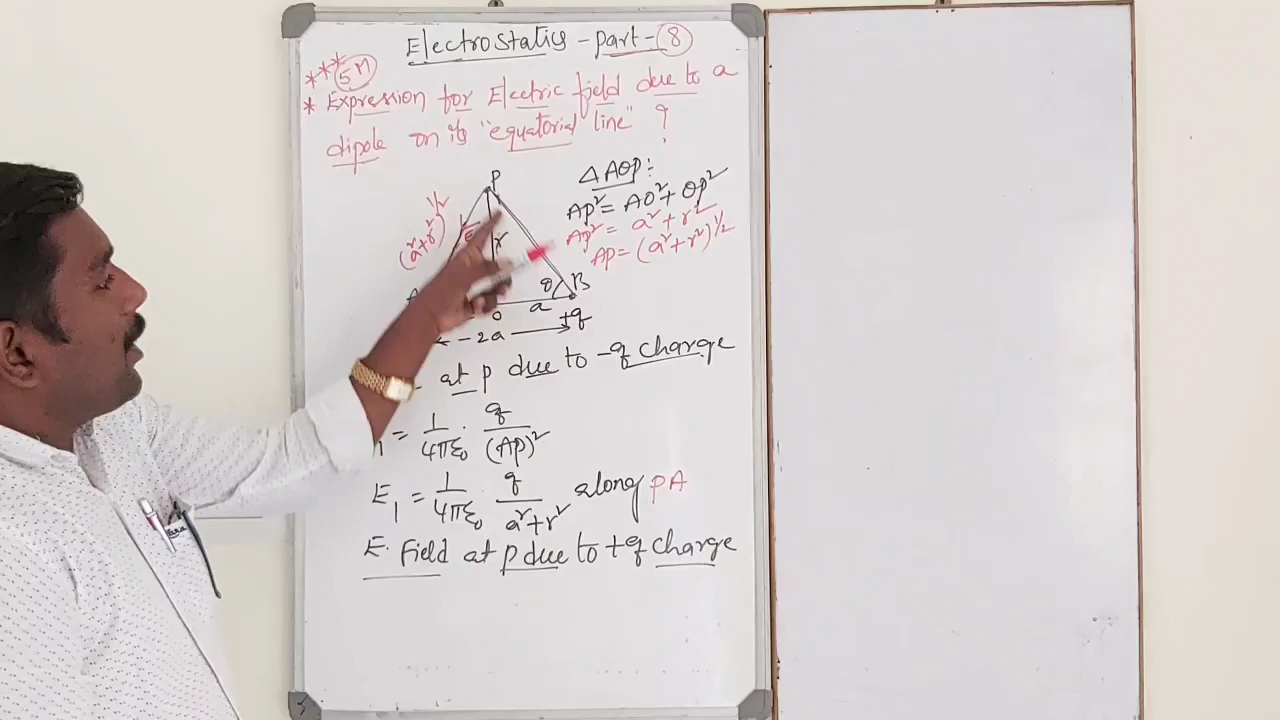 Electrostatics - part - 8
*** 5M
* Expression for Electric field due to a
dipole on its "equatorial line" ?
P
(a²+r²)^1/2
r
θ
B
a
O
+q
2a
△AOP:-
AP² = AO² + OP²
AP² = a² + r²
AP = (a²+r²)^1/2
at p due to -q charge
= 1/4πε₀ · q/(AP)²
E₁ = 1/4πε₀ q/a²+r² along PA
E. Field at p due to +q charge